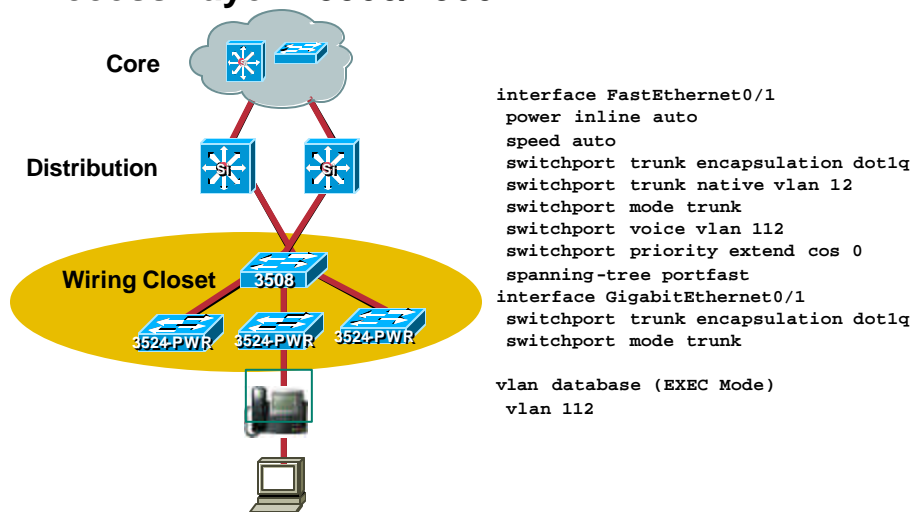 Core
Distribution
Si
Si
Wiring Closet
3508
3524-PWR
3524-PWR
3524-PWR
interface FastEthernet0/1
power inline auto
speed auto
switchport trunk encapsulation dot1q
switchport trunk native vlan 12
switchport mode trunk
switchport voice vlan 112
switchport priority extend cos 0
spanning-tree portfast
interface GigabitEthernet0/1
switchport trunk encapsulation dot1q
switchport mode trunk
vlan database (EXEC Mode)
vlan 112